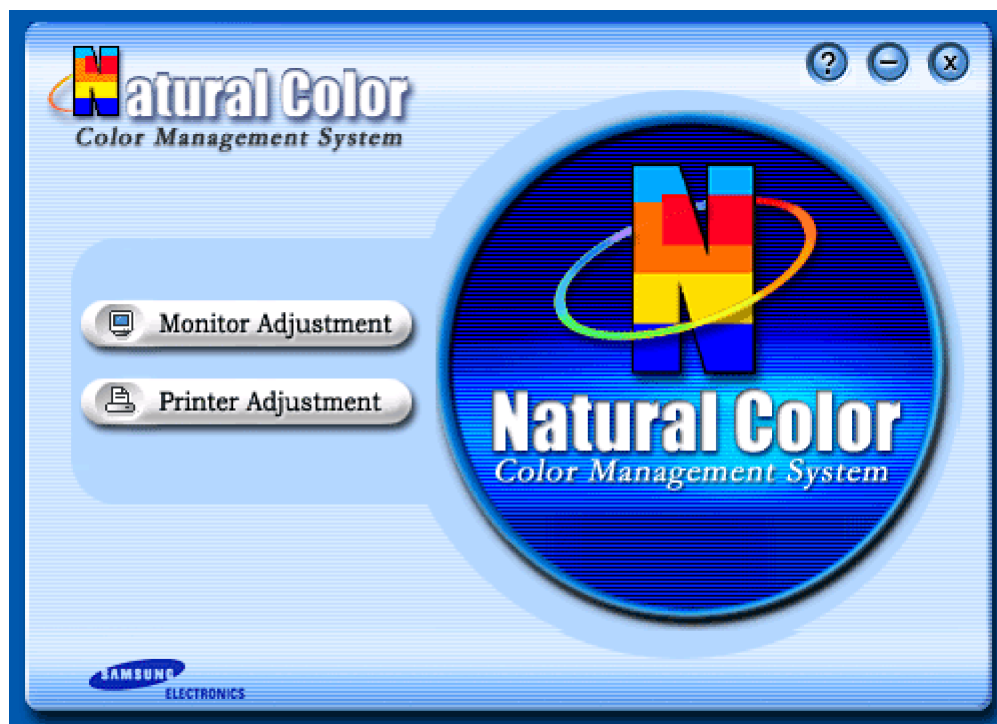 Natural Color
Color Management System
? − x
Monitor Adjustment
Printer Adjustment
N
Natural Color
Color Management System
SAMSUNG
ELECTRONICS